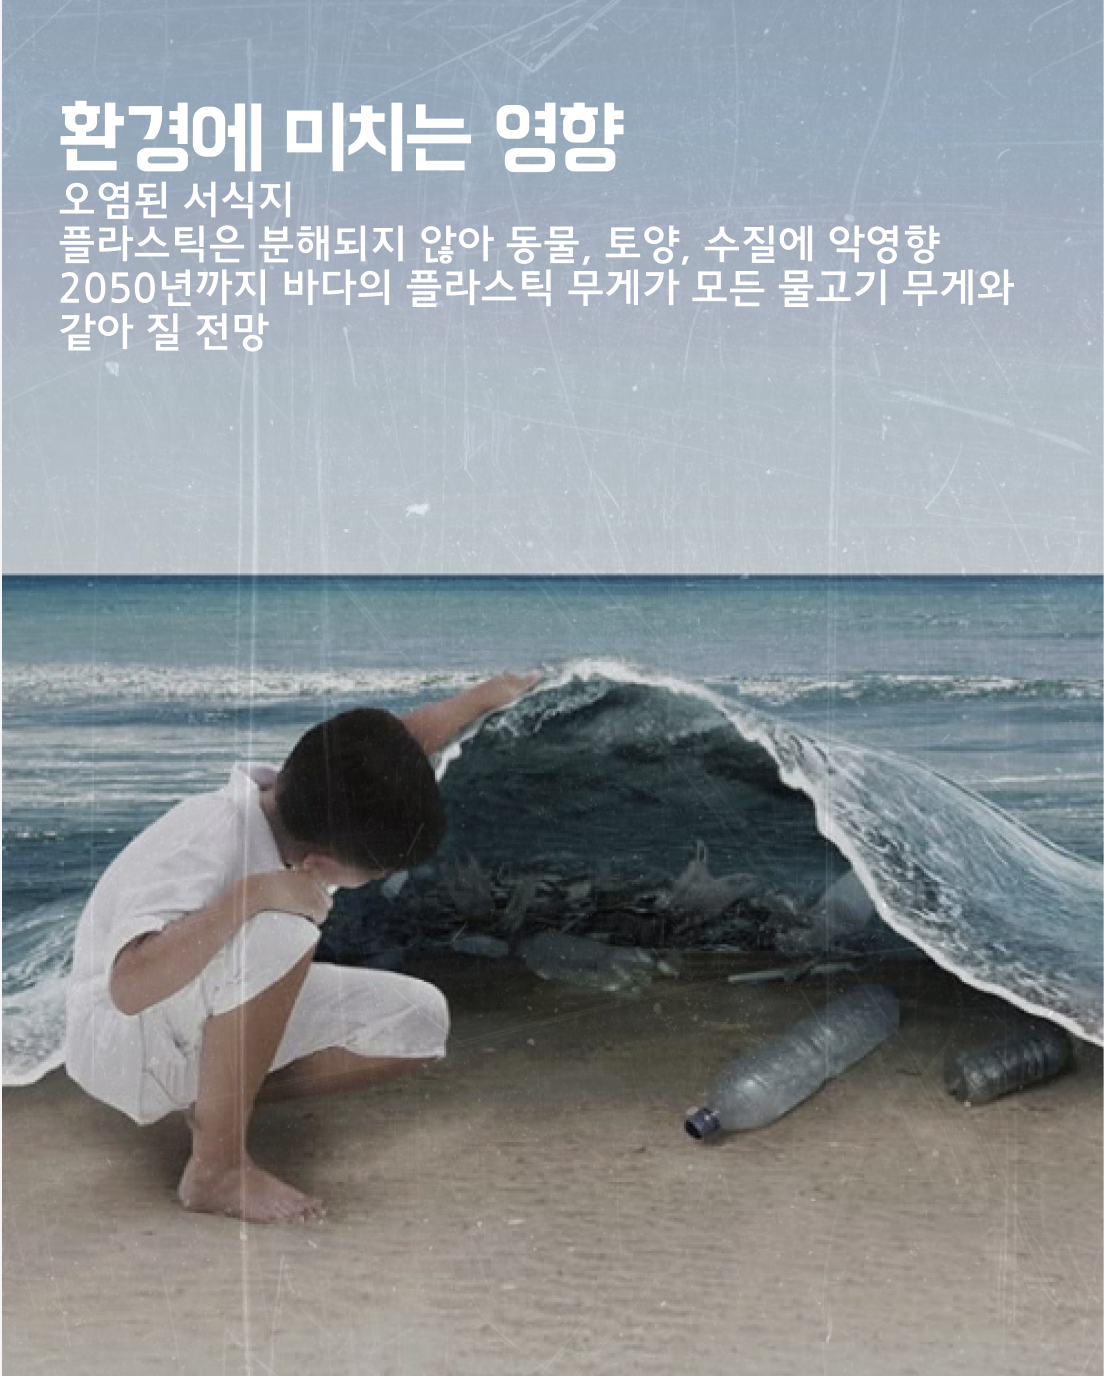 환경에 미치는 영향
오염된 서식지
플라스틱은 분해되지 않아 동물, 토양, 수질에 악영향
2050년까지 바다의 플라스틱 무게가 모든 물고기 무게와
같아 질 전망